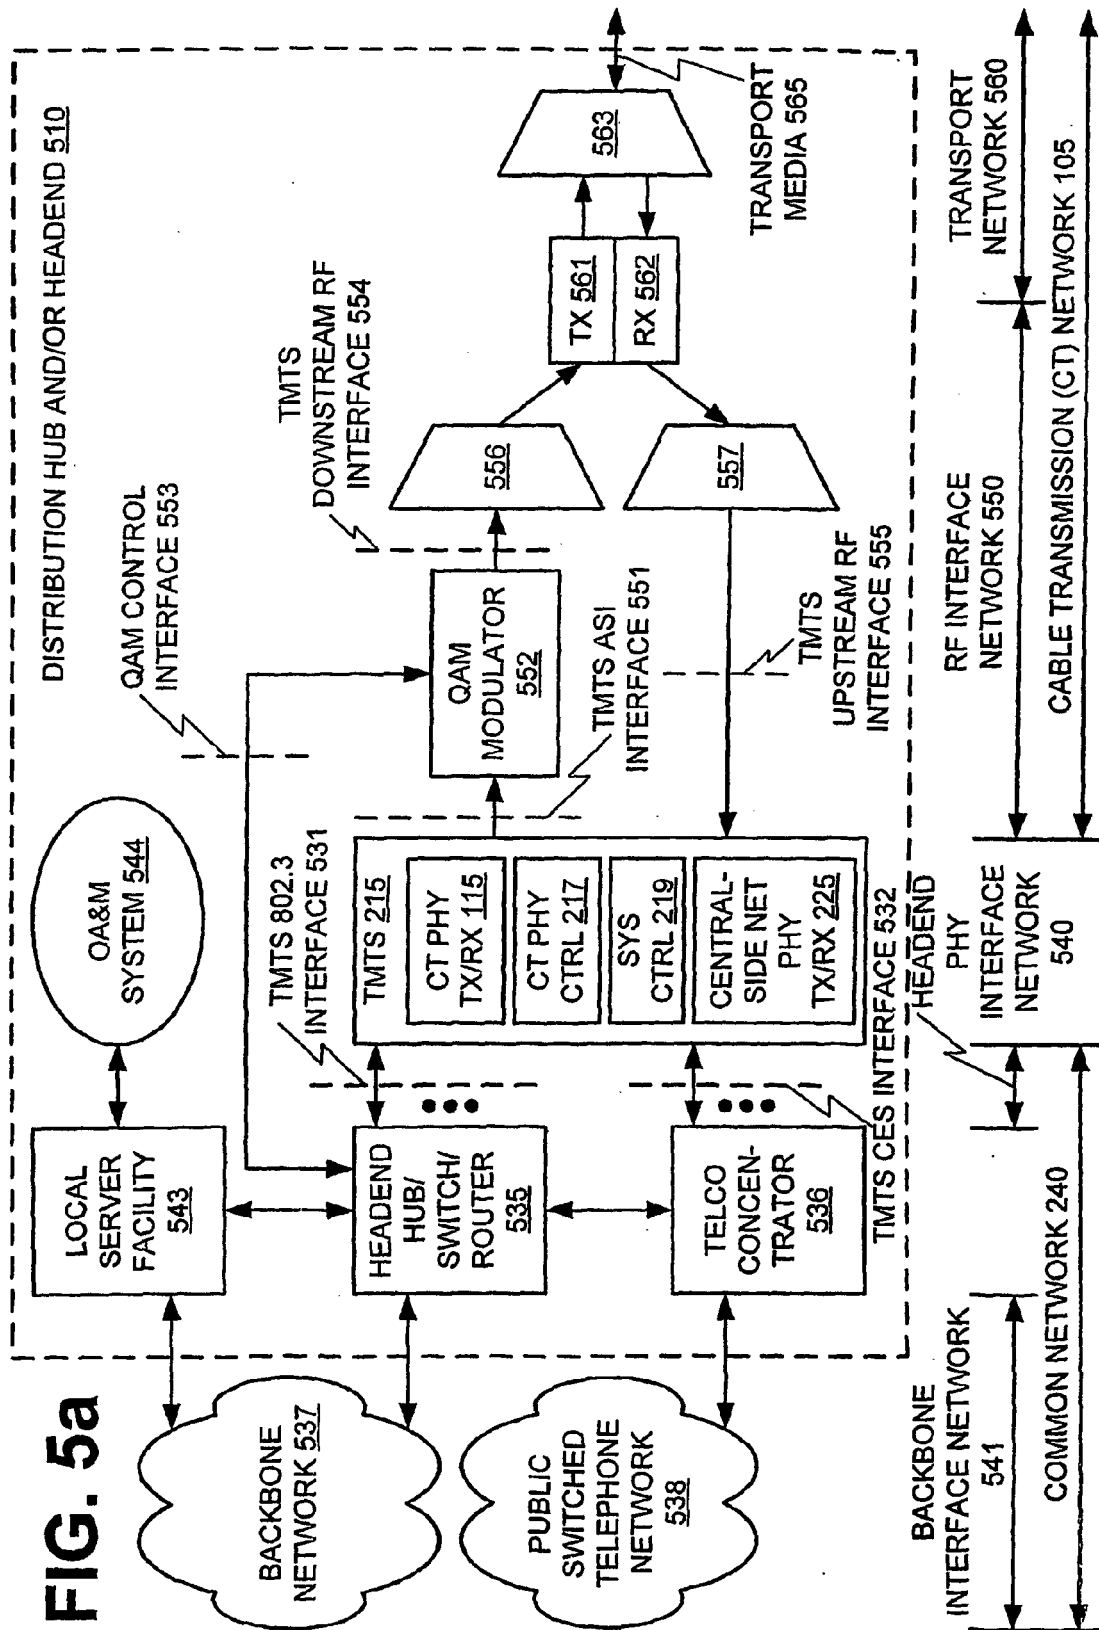 FIG. 5a
DISTRIBUTION HUB AND/OR HEADEND 510
BACKBONE
NETWORK 537
PUBLIC
SWITCHED
TELEPHONE
NETWORK
538
LOCAL
SERVER
FACILITY
543
OA&M
SYSTEM 544
HEADEND
HUB/
SWITCH/
ROUTER
535
TELCO
CONCEN-
TRATOR
536
QAM CONTROL
INTERFACE 553
TMTS 802.3
INTERFACE 531
TMTS CES INTERFACE 532
TMTS 215
CT PHY
TX/RX 115
CT PHY
CTRL 217
SYS
CTRL 219
CENTRAL-
SIDE NET
PHY
TX/RX 225
TMTS ASI
INTERFACE 551
QAM
MODULATOR
552
TMTS
DOWNSTREAM RF
INTERFACE 554
TMTS
UPSTREAM RF
INTERFACE 555
556
557
TX 561
RX 562
563
TRANSPORT
MEDIA 565
BACKBONE
INTERFACE NETWORK
541
HEADEND
PHY
INTERFACE
NETWORK
540
RF INTERFACE
NETWORK 550
TRANSPORT
NETWORK 560
COMMON NETWORK 240
CABLE TRANSMISSION (CT) NETWORK 105